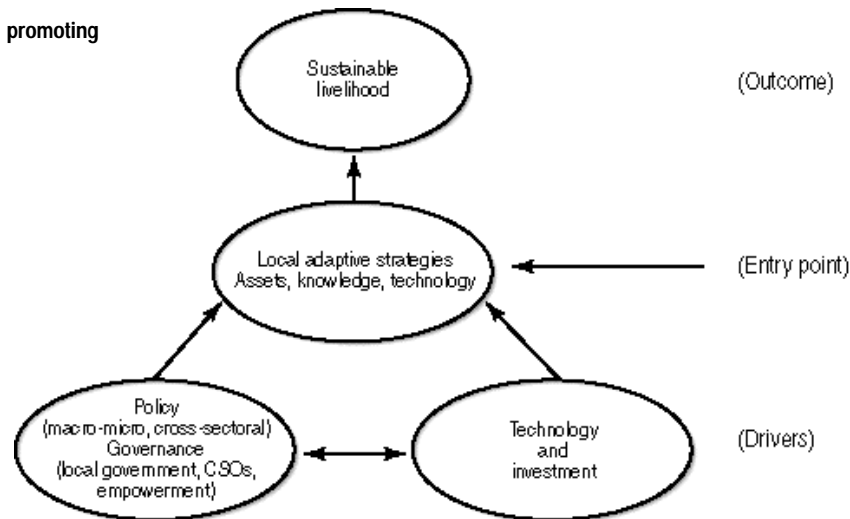 promoting
Sustainable
livelihood
(Outcome)
Local adaptive strategies
Assets, knowledge, technology
(Entry point)
Policy
(macro-micro, cross-sectoral)
Governance
(local government, CSOs,
empowerment)
Technology
and
investment
(Drivers)